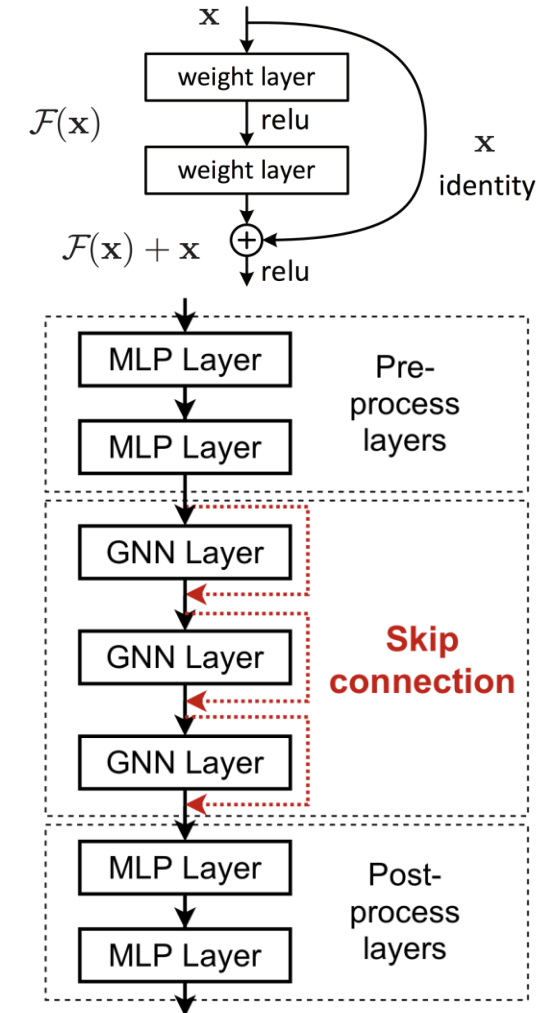 x
weight layer
F(x)
relu
x
weight layer
identity
F(x) + x
relu
MLP Layer
Pre-
process
layers
MLP Layer
GNN Layer
GNN Layer
Skip
connection
GNN Layer
MLP Layer
Post-
process
layers
MLP Layer